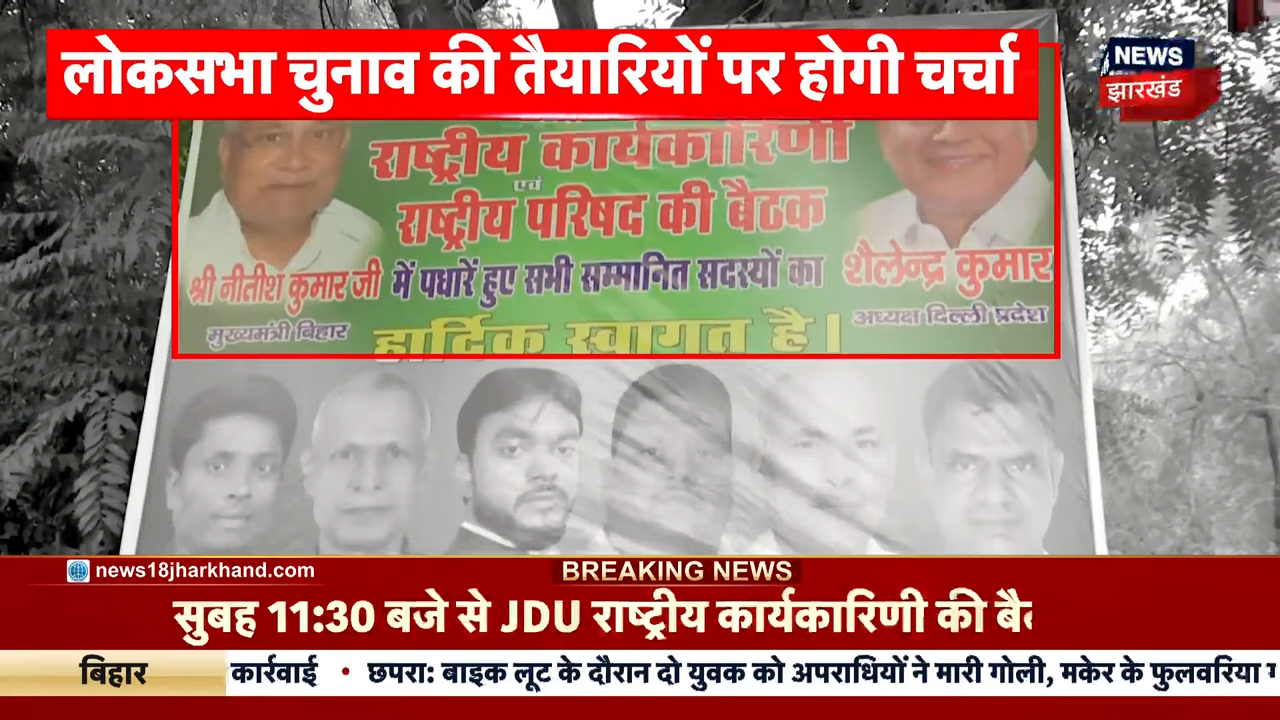 लोकसभा चुनाव की तैयारियों पर होगी चर्चा
NEWS
झारखंड
राष्ट्रीय कार्यकारिणी
एवं
राष्ट्रीय परिषद की बैठक
श्री नीतीश कुमार जी में पधारें हुए सभी सम्मानित सदस्यों का शैलेन्द्र कुमार
मुख्यमंत्री बिहार
अध्यक्ष दिल्ली प्रदेश
हार्दिक स्वागत है।
news18jharkhand.com
BREAKING NEWS
सुबह 11:30 बजे से JDU राष्ट्रीय कार्यकारिणी की
बिहार
कार्रवाई • छपरा: बाइक लूट के दौरान दो युवक को अपराधियों ने मारी गोली, मकेर के फुलवरिया